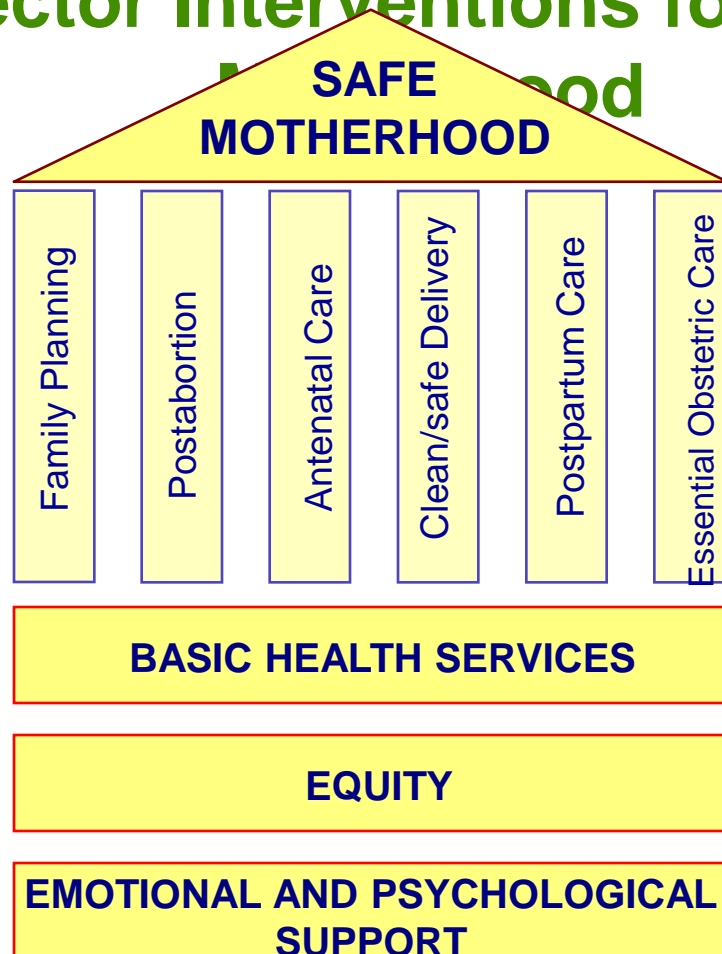 Interventions
SAFE
MOTHERHOOD
Family Planning
Postabortion
Antenatal Care
Clean/safe Delivery
Postpartum Care
Essential Obstetric Care
BASIC HEALTH SERVICES
EQUITY
EMOTIONAL AND PSYCHOLOGICAL
SUPPORT